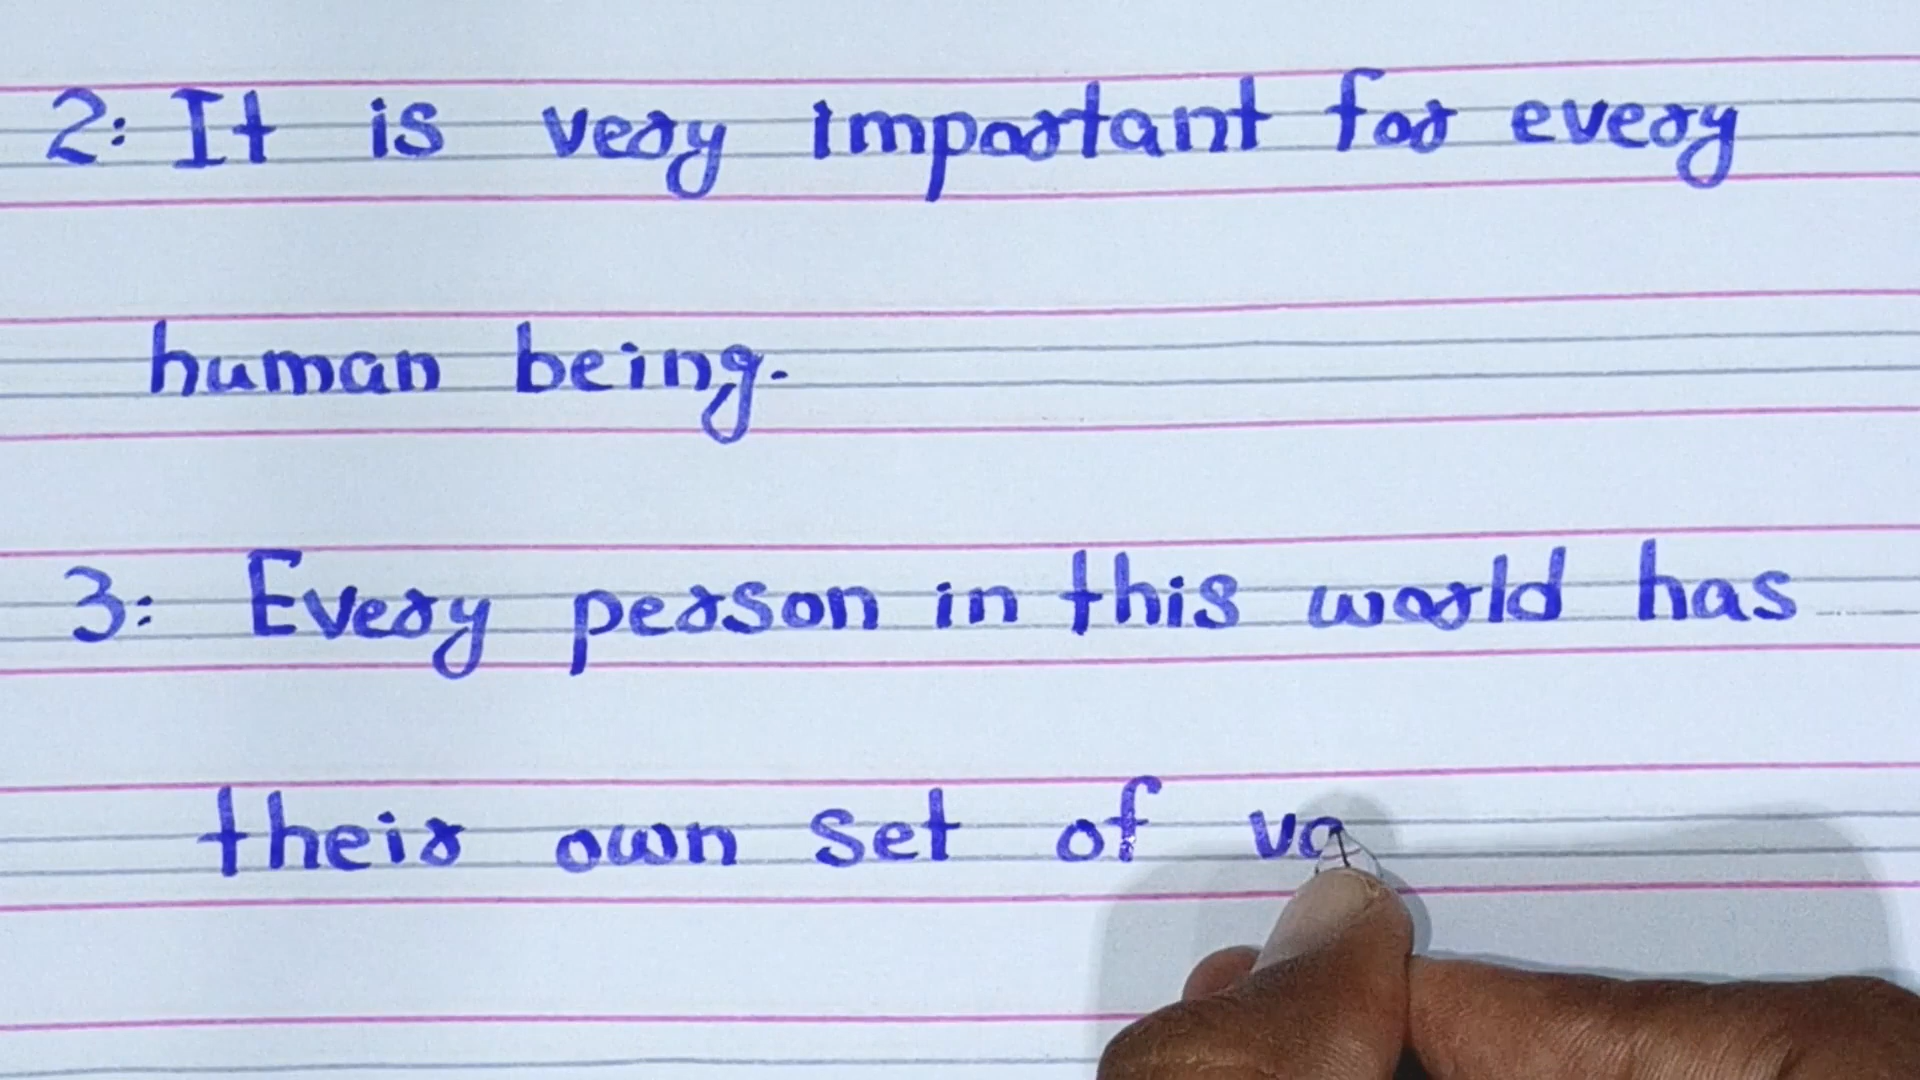 2: It is very important for every
human being.
3: Every person in this world has
their own set of va